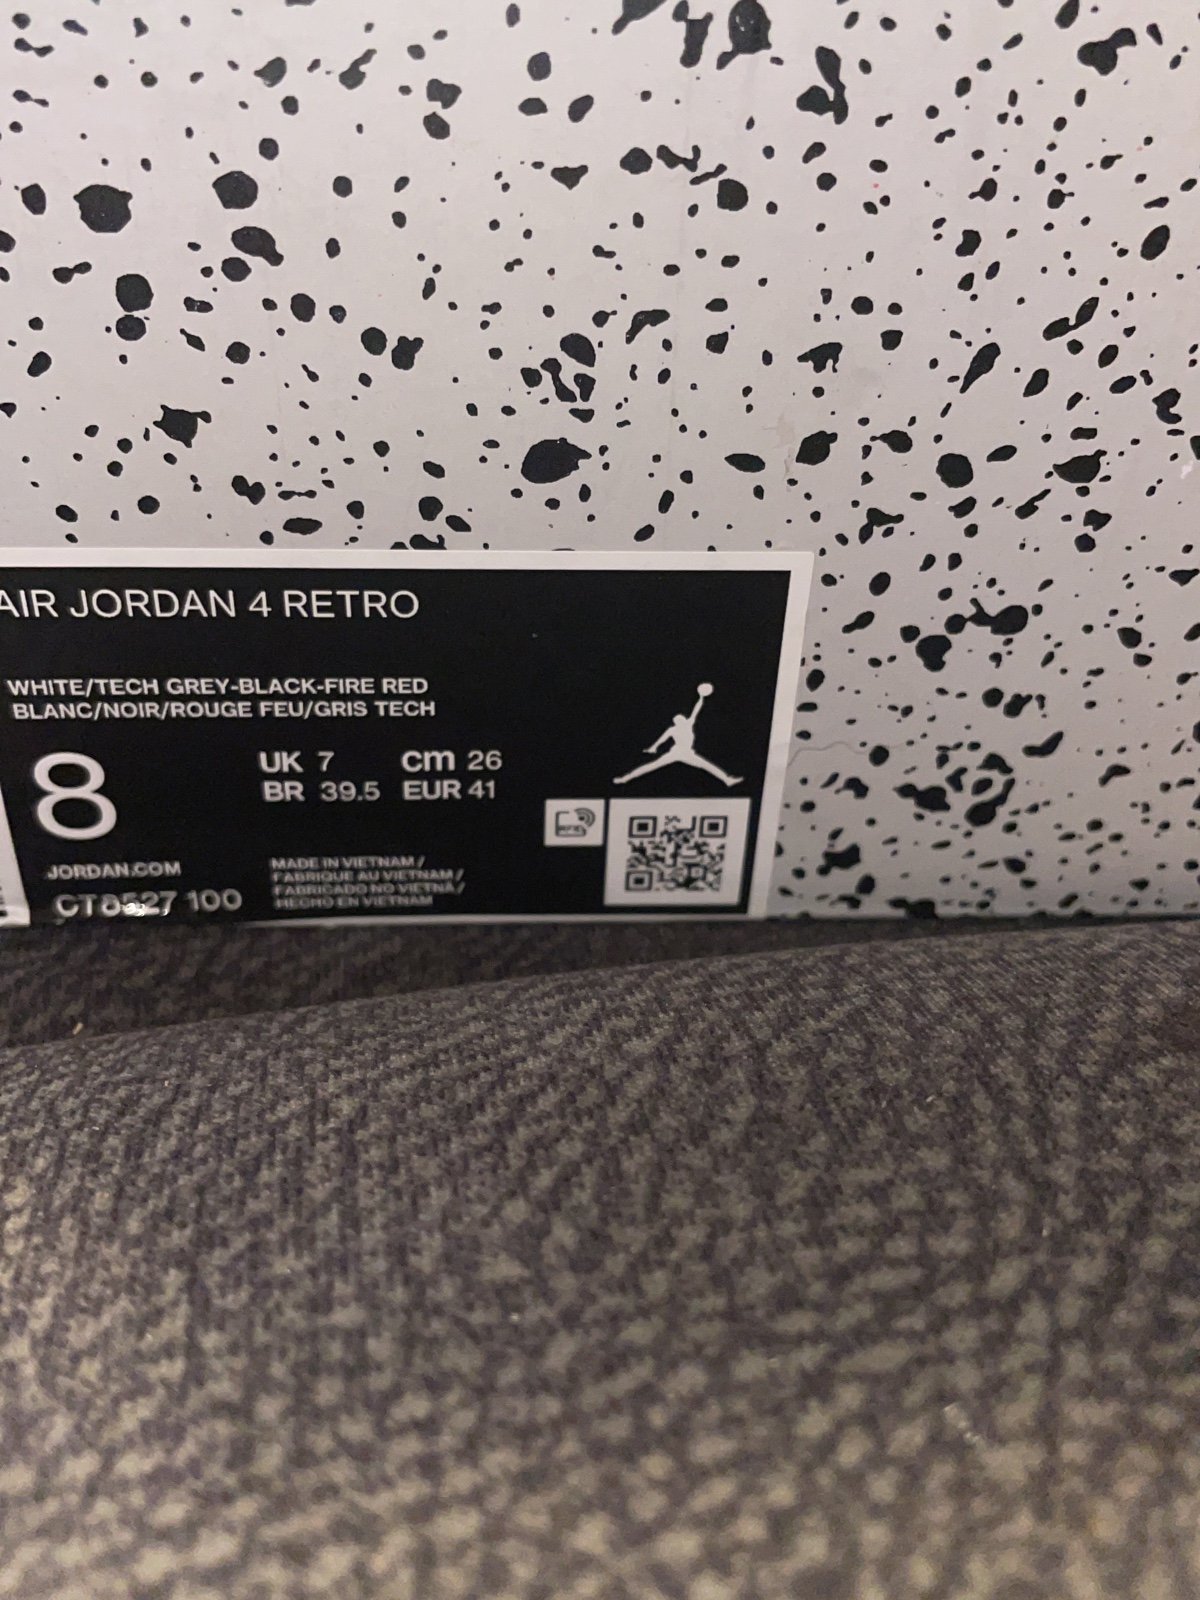 AIR JORDAN 4 RETRO
WHITE/TECH GREY-BLACK-FIRE RED
BLANC/NOIR/ROUGE FEU/GRIS TECH
8
UK 7 cm 26
BR 39.5 EUR 41
JORDAN.COM
CT8527 100
MADE IN VIETNAM /
FABRIQUE AU VIETNAM /
FABRICADO NO VIETNÃ/
HECHO EN VIETNAM